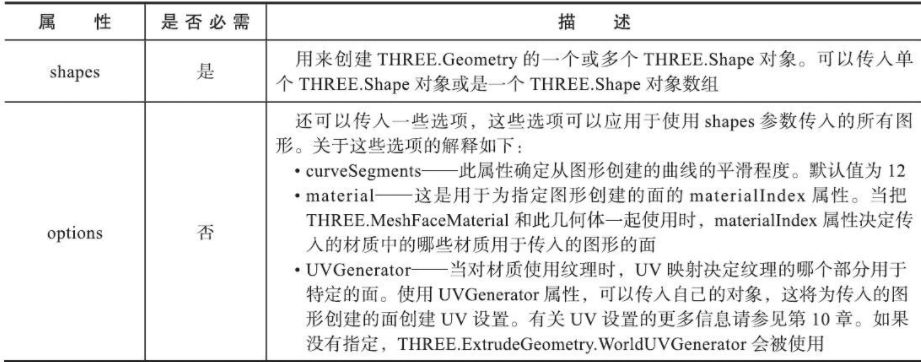 属 性 是否必需 描 述
用来创建 THREE.Geometry 的一个或多个 THREE.Shape 对象。可以传入单
shapes 是
个 THREE.Shape 对象或是一个 THREE.Shape 对象数组
还可以传入一些选项，这些选项可以应用于使用 shapes 参数传入的所有图
形。关于这些选项的解释如下：
• curveSegments——此属性确定从图形创建的曲线的平滑程度。默认值为 12
• material——这是用于为指定图形创建的面的 materialIndex 属性。当把
THREE.MeshFaceMaterial 和此几何体一起使用时，materialIndex 属性决定传
options 否
入的材质中的哪些材质用于传入的图形的面
• UVGenerator——当对材质使用纹理时，UV 映射决定纹理的哪个部分用于
特定的面。使用 UVGenerator 属性，可以传入自己的对象，这将为传入的图
形创建的面创建 UV 设置。有关 UV 设置的更多信息请参见第 10 章。如果
没有指定，THREE.ExtrudeGeometry.WorldUVGenerator 会被使用